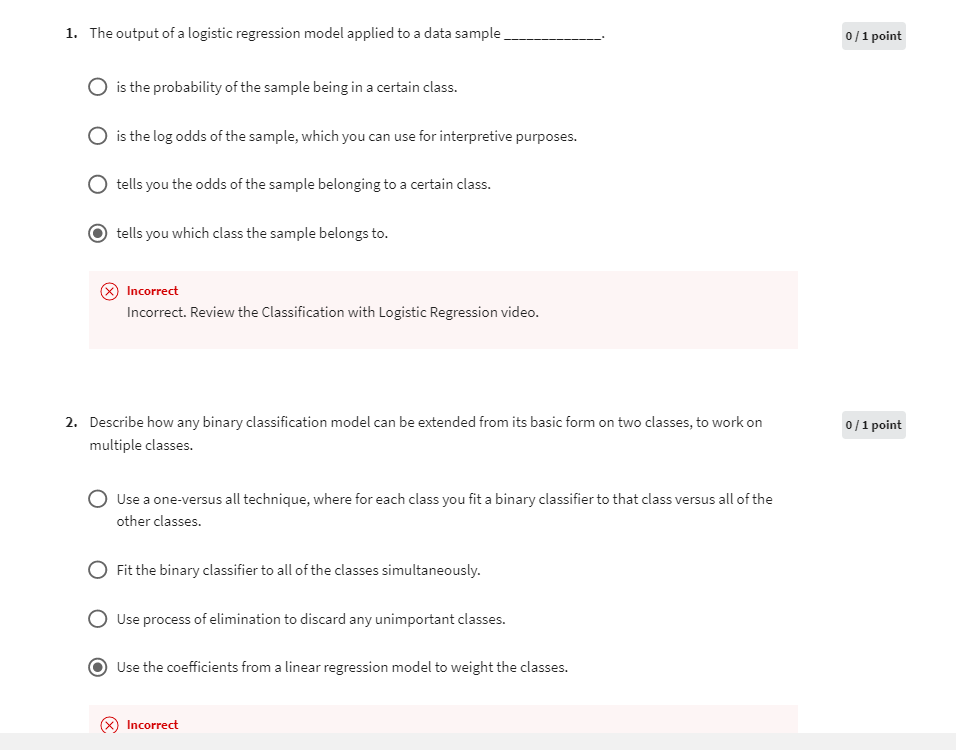 1. The output of a logistic regression model applied to a data sample _____________.
0 / 1 point
is the probability of the sample being in a certain class.
is the log odds of the sample, which you can use for interpretive purposes.
tells you the odds of the sample belonging to a certain class.
tells you which class the sample belongs to.
Incorrect
Incorrect. Review the Classification with Logistic Regression video.
2. Describe how any binary classification model can be extended from its basic form on two classes, to work on
multiple classes.
0 / 1 point
Use a one-versus all technique, where for each class you fit a binary classifier to that class versus all of the
other classes.
Fit the binary classifier to all of the classes simultaneously.
Use process of elimination to discard any unimportant classes.
Use the coefficients from a linear regression model to weight the classes.
Incorrect